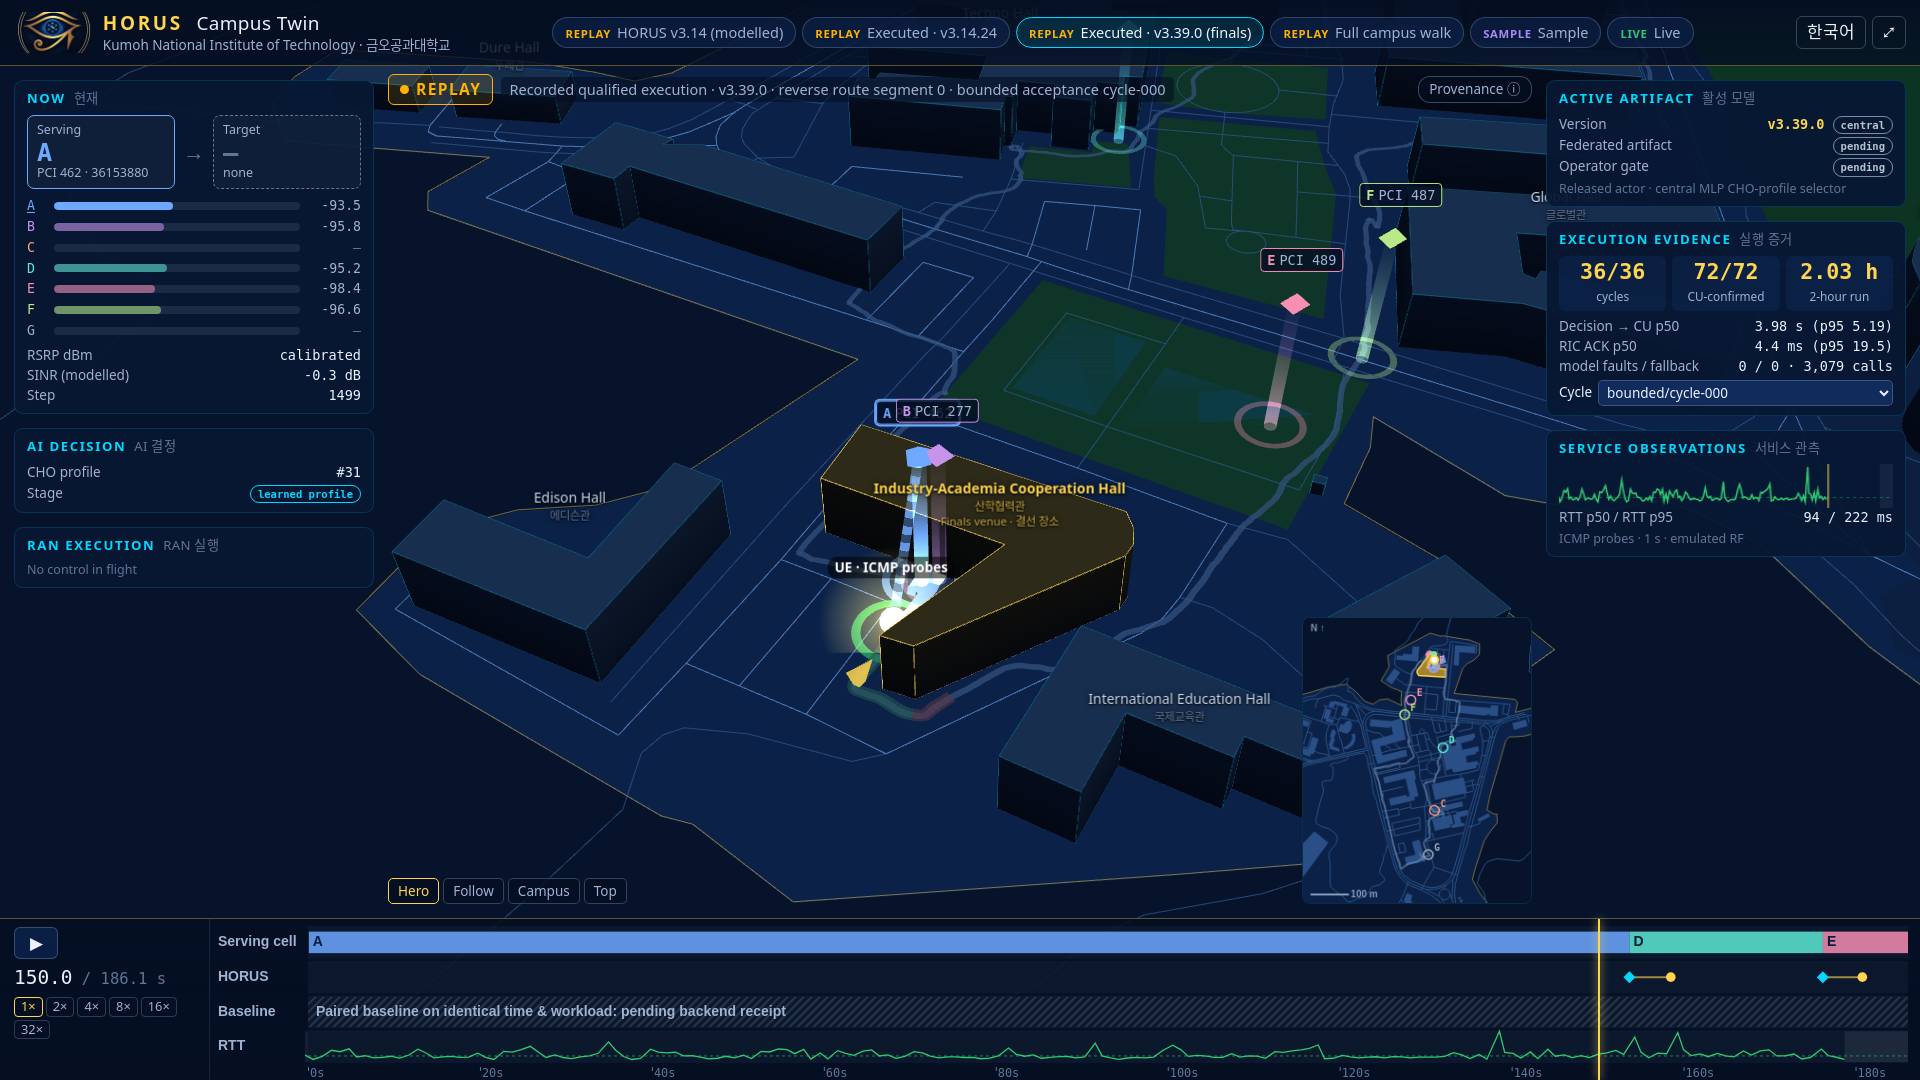 HORUS Campus Twin
Kumoh National Institute of Technology · 금오공과대학교
REPLAY HORUS v3.14 (modelled)
REPLAY Executed · v3.14.24
REPLAY Executed · v3.39.0 (finals)
REPLAY Full campus walk
SAMPLE Sample
LIVE Live
한국어
NOW 현재
Serving
A
PCI 462 · 36153880
→
Target
—
none
A -93.5
B -95.8
C —
D -95.2
E -98.4
F -96.6
G —
RSRP dBm calibrated
SINR (modelled) -0.3 dB
Step 1499
AI DECISION AI 결정
CHO profile #31
Stage learned profile
RAN EXECUTION RAN 실행
No control in flight
REPLAY
Recorded qualified execution · v3.39.0 · reverse route segment 0 · bounded acceptance cycle-000
Provenance ⓘ
Dure Hall
F PCI 487
E PCI 489
A
B PCI 277
Industry-Academia Cooperation Hall
산학협력관
Finals venue · 결선 장소
Edison Hall
에디슨관
UE · ICMP probes
International Education Hall
국제교육관
글로벌관
ACTIVE ARTIFACT 활성 모델
Version v3.39.0 central
Federated artifact pending
Operator gate pending
Released actor · central MLP CHO-profile selector
EXECUTION EVIDENCE 실행 증거
36/36
cycles
72/72
CU-confirmed
2.03 h
2-hour run
Decision → CU p50 3.98 s (p95 5.19)
RIC ACK p50 4.4 ms (p95 19.5)
model faults / fallback 0 / 0 · 3,079 calls
Cycle bounded/cycle-000
SERVICE OBSERVATIONS 서비스 관측
RTT p50 / RTT p95 94 / 222 ms
ICMP probes · 1 s · emulated RF
N ↑
E
F
D
C
G
100 m
Hero
Follow
Campus
Top
150.0 / 186.1 s
1×
2×
4×
8×
16×
32×
Serving cell
A
D
E
HORUS
Baseline
Paired baseline on identical time & workload: pending backend receipt
RTT
0s
20s
40s
60s
80s
100s
120s
140s
160s
180s